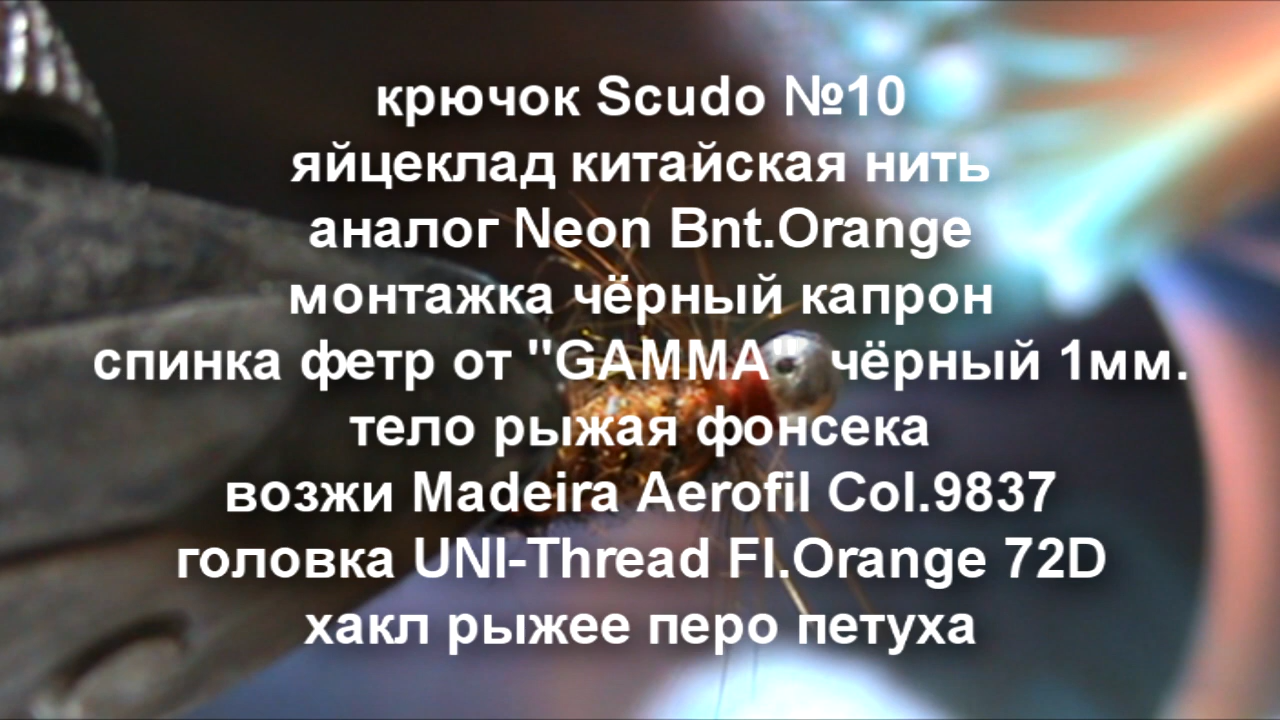 крючок Scudo №10
яйцеклад китайская нить
аналог Neon Bnt.Orange
монтажка чёрный капрон
спинка фетр от "GAMMA" чёрный 1мм.
тело рыжая фонсека
возжи Madeira Aerofil Col.9837
головка UNI-Thread Fl.Orange 72D
хакл рыжее перо петуха